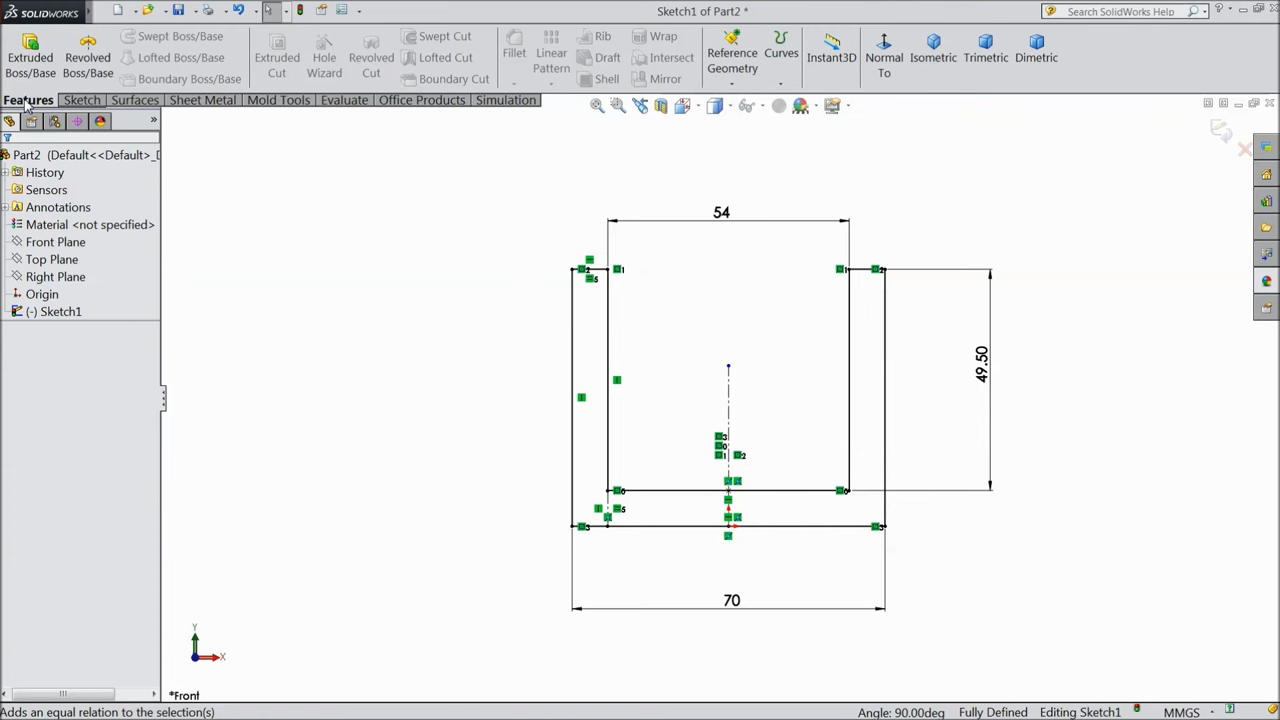 SOLIDWORKS
Sketch1 of Part2 *
Search SolidWorks Help
Extruded Boss/Base
Revolved Boss/Base
Swept Boss/Base
Lofted Boss/Base
Boundary Boss/Base
Extruded Cut
Hole Wizard
Revolved Cut
Swept Cut
Lofted Cut
Boundary Cut
Fillet
Linear Pattern
Rib
Draft
Shell
Wrap
Intersect
Mirror
Reference Geometry
Curves
Instant3D
Normal To
Isometric
Trimetric
Dimetric
Features
Sketch
Surfaces
Sheet Metal
Mold Tools
Evaluate
Office Products
Simulation
Part2 (Default<<Default>_D
History
Sensors
Annotations
Material <not specified>
Front Plane
Top Plane
Right Plane
Origin
(-) Sketch1
54
49.50
70
Y
X
*Front
Adds an equal relation to the selection(s)
Angle: 90.00deg
Fully Defined
Editing Sketch1
MMGS